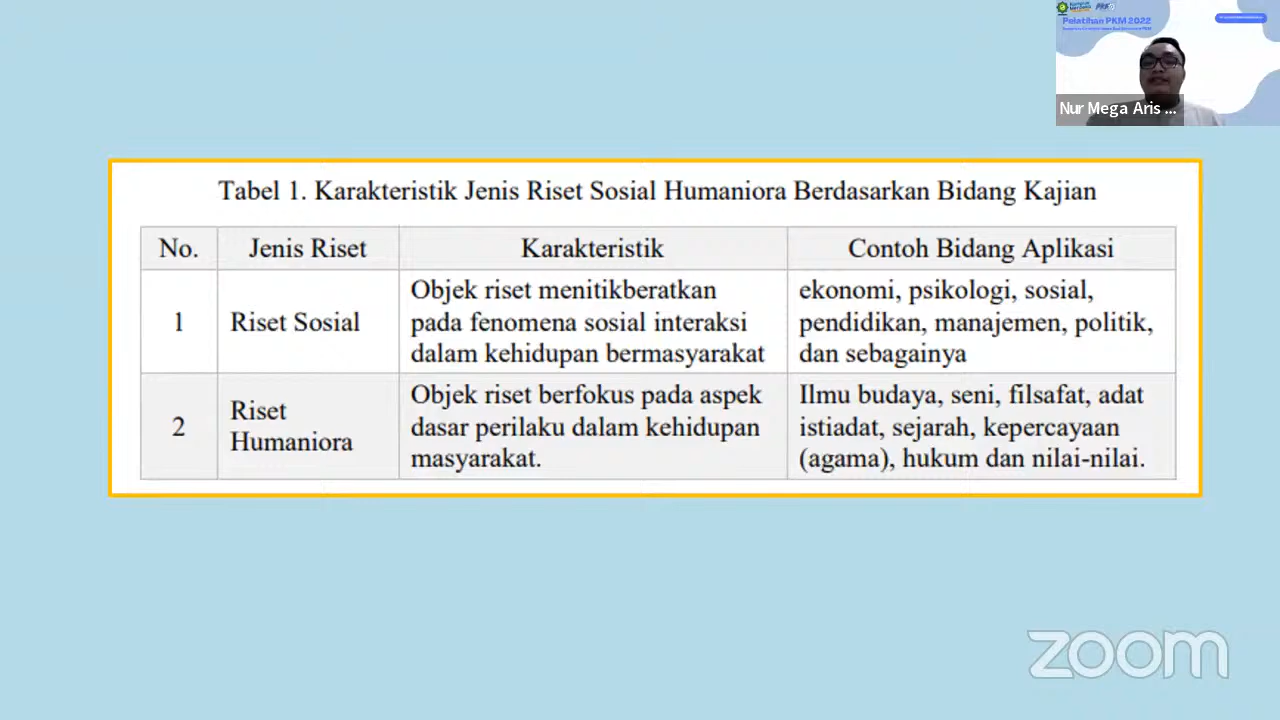 Pelatihan PKM 2022
Nur Mega Aris ...
Tabel 1. Karakteristik Jenis Riset Sosial Humaniora Berdasarkan Bidang Kajian
No.
Jenis Riset
Karakteristik
Contoh Bidang Aplikasi
1
Riset Sosial
Objek riset menitikberatkan
pada fenomena sosial interaksi
dalam kehidupan bermasyarakat
ekonomi, psikologi, sosial,
pendidikan, manajemen, politik,
dan sebagainya
2
Riset
Humaniora
Objek riset berfokus pada aspek
dasar perilaku dalam kehidupan
masyarakat.
Ilmu budaya, seni, filsafat, adat
istiadat, sejarah, kepercayaan
(agama), hukum dan nilai-nilai.
zoom